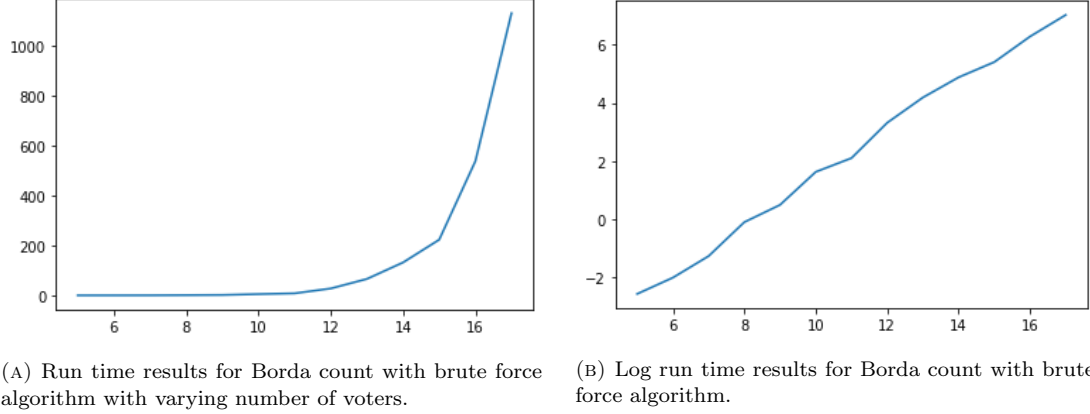 1000
800
600
400
200
0
6 8 10 12 14 16
(A) Run time results for Borda count with brute force
algorithm with varying number of voters.
6
4
2
0
−2
6 8 10 12 14 16
(B) Log run time results for Borda count with brute
force algorithm.